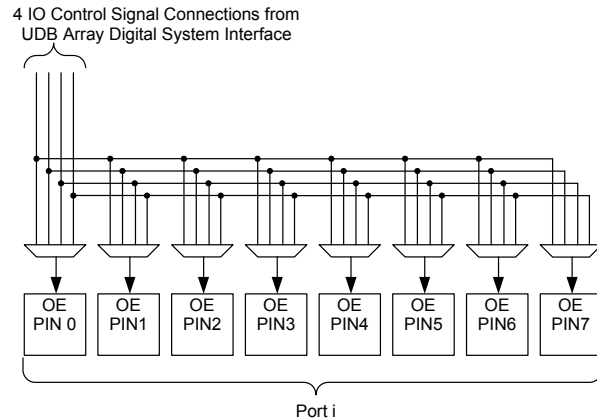 4 IO Control Signal Connections from
UDB Array Digital System Interface
OE
PIN 0
OE
PIN1
OE
PIN2
OE
PIN3
OE
PIN4
OE
PIN5
OE
PIN6
OE
PIN7
Port i